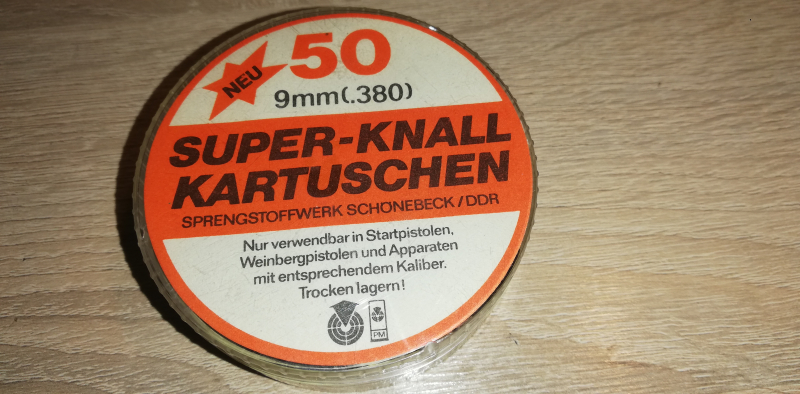 50
NEU
9mm(.380)
SUPER-KNALL
KARTUSCHEN
SPRENGSTOFFWERK SCHÖNEBECK/DDR
Nur verwendbar in Startpistolen,
Weinbergpistolen und Apparaten
mit entsprechendem Kaliber.
Trocken lagern!
PM